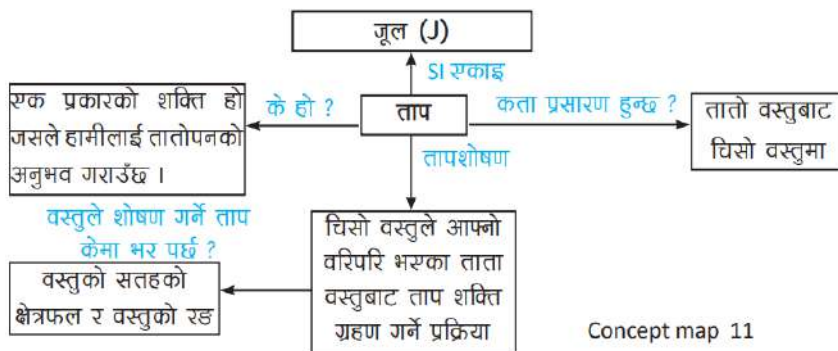 जूल (J)
SI एकाइ
एक प्रकारको शक्ति हो
जसले हामीलाई तातोपनको
अनुभव गराउँछ ।
के हो ?
ताप
कता प्रसारण हुन्छ ?
तातो वस्तुबाट
चिसो वस्तुमा
तापशोषण
वस्तुले शोषण गर्ने ताप
केमा भर पर्छ ?
चिसो वस्तुले आफ्नो
वरिपरि भएका ताता
वस्तुबाट ताप शक्ति
ग्रहण गर्ने प्रक्रिया
वस्तुको सतहको
क्षेत्रफल र वस्तुको रङ
Concept map 11